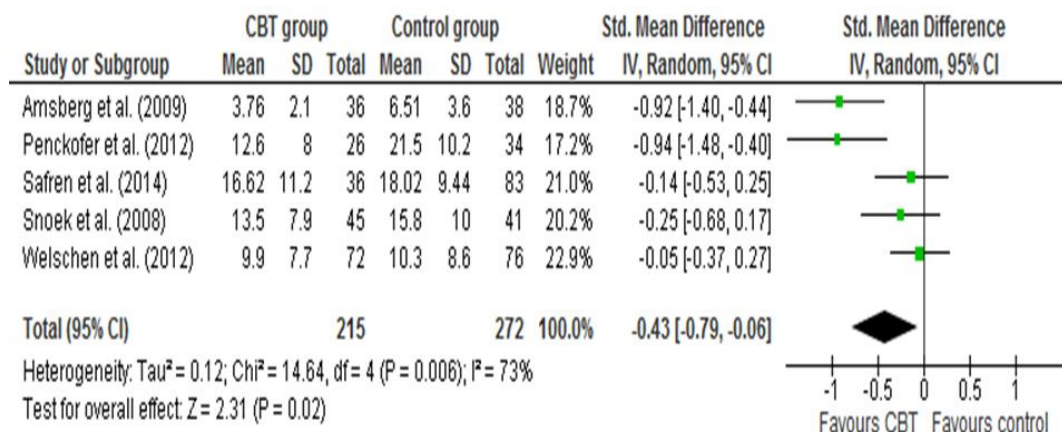 CBT group Control group Std. Mean Difference Std. Mean Difference
Study or Subgroup Mean SD Total Mean SD Total Weight IV, Random, 95% CI IV, Random, 95% CI
Amsberg et al. (2009) 3.76 2.1 36 6.51 3.6 38 18.7% -0.92 [-1.40, -0.44]
Penckofer et al. (2012) 12.6 8 26 21.5 10.2 34 17.2% -0.94 [-1.48, -0.40]
Safren et al. (2014) 16.62 11.2 36 18.02 9.44 83 21.0% -0.14 [-0.53, 0.25]
Snoek et al. (2008) 13.5 7.9 45 15.8 10 41 20.2% -0.25 [-0.68, 0.17]
Welschen et al. (2012) 9.9 7.7 72 10.3 8.6 76 22.9% -0.05 [-0.37, 0.27]
Total (95% CI) 215 272 100.0% -0.43 [-0.79, -0.06]
Heterogeneity: Tau² = 0.12; Chi² = 14.64, df = 4 (P = 0.006); I² = 73%
Test for overall effect: Z = 2.31 (P = 0.02)
-1 -0.5 0 0.5 1
Favours CBT Favours control